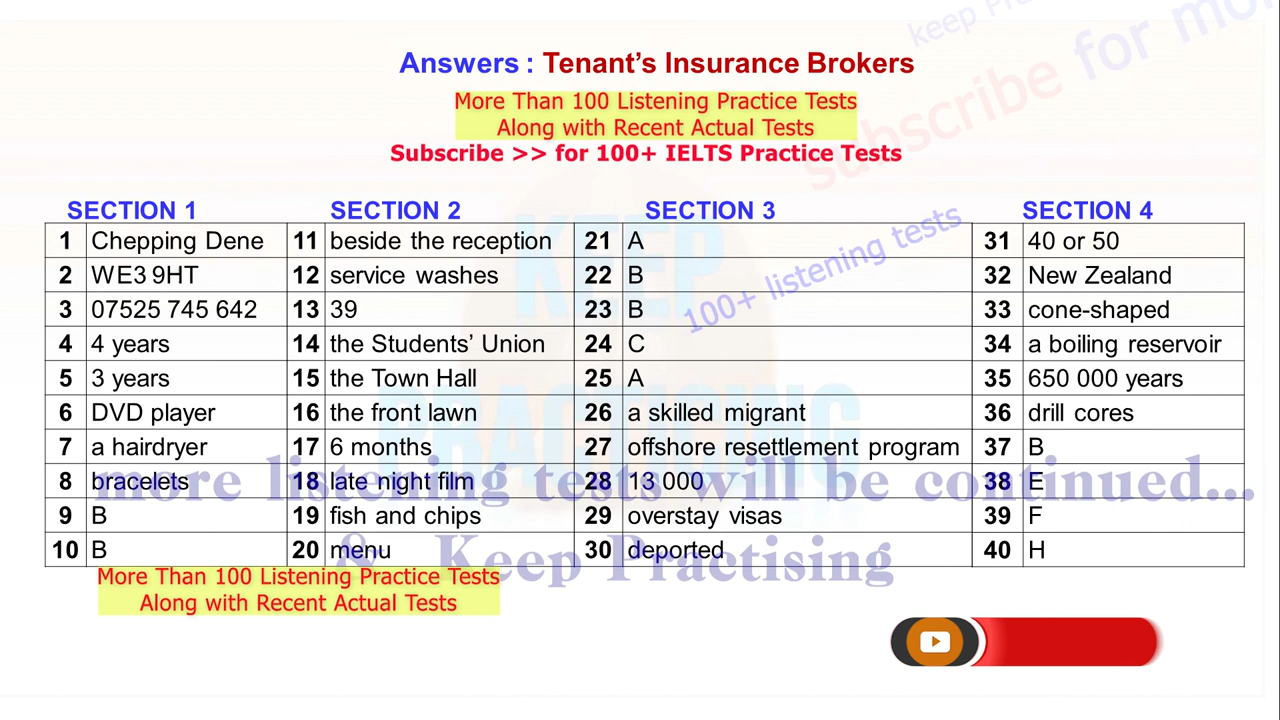 keep Pra
subscribe for mo
Answers : Tenant’s Insurance Brokers
More Than 100 Listening Practice Tests
Along with Recent Actual Tests
Subscribe >> for 100+ IELTS Practice Tests
SECTION 1 SECTION 2 SECTION 3 SECTION 4
1 Chepping Dene 11 beside the reception 21 A 31 40 or 50
2 WE3 9HT 12 service washes 22 B 32 New Zealand
3 07525 745 642 13 39 23 B 33 cone-shaped
4 4 years 14 the Students’ Union 24 C 34 a boiling reservoir
5 3 years 15 the Town Hall 25 A 35 650 000 years
6 DVD player 16 the front lawn 26 a skilled migrant 36 drill cores
7 a hairdryer 17 6 months 27 offshore resettlement program 37 B
8 bracelets 18 late night film 28 13 000 38 E
9 B 19 fish and chips 29 overstay visas 39 F
10 B 20 menu 30 deported 40 H
100+ listening tests
KEEP
PRACTISING
more listening tests will be continued...
& Keep Practising
More Than 100 Listening Practice Tests
Along with Recent Actual Tests